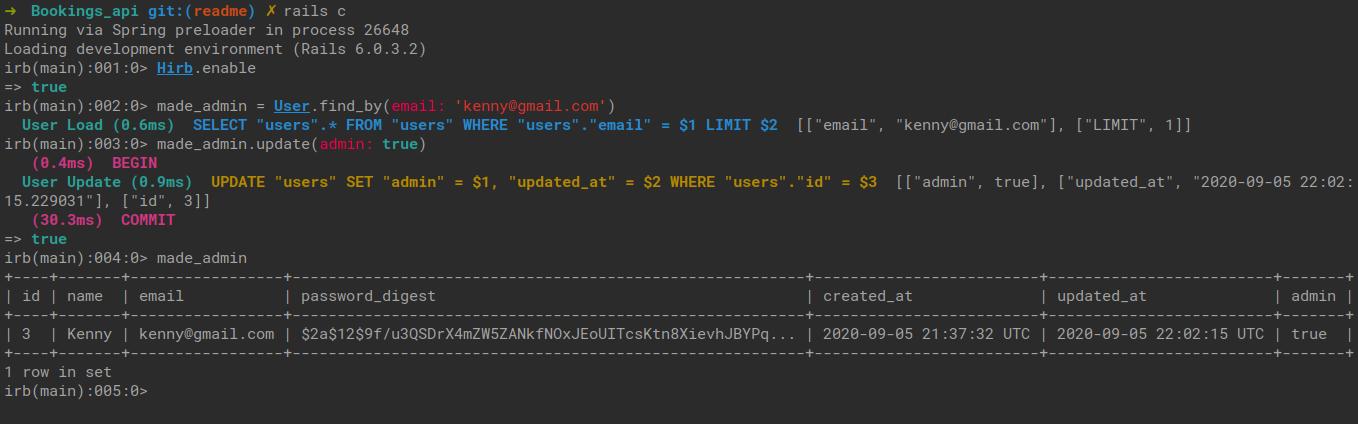 ➜  Bookings_api git:(readme) ✗ rails c
Running via Spring preloader in process 26648
Loading development environment (Rails 6.0.3.2)
irb(main):001:0> Hirb.enable
=> true
irb(main):002:0> made_admin = User.find_by(email: 'kenny@gmail.com')
  User Load (0.6ms)  SELECT "users".* FROM "users" WHERE "users"."email" = $1 LIMIT $2  [["email", "kenny@gmail.com"], ["LIMIT", 1]]
irb(main):003:0> made_admin.update(admin: true)
   (0.4ms)  BEGIN
  User Update (0.9ms)  UPDATE "users" SET "admin" = $1, "updated_at" = $2 WHERE "users"."id" = $3  [["admin", true], ["updated_at", "2020-09-05 22:02:
15.229031"], ["id", 3]]
   (30.3ms)  COMMIT
=> true
irb(main):004:0> made_admin
+----+-------+-----------------+---------------------------------------------------------+-------------------------+-------------------------+-------+
| id | name  | email           | password_digest                                         | created_at              | updated_at              | admin |
+----+-------+-----------------+---------------------------------------------------------+-------------------------+-------------------------+-------+
| 3  | Kenny | kenny@gmail.com | $2a$12$9f/u3QSDrX4mZW5ZANkfNOxJEoUITcsKtn8XievhJBYPq... | 2020-09-05 21:37:32 UTC | 2020-09-05 22:02:15 UTC | true  |
+----+-------+-----------------+---------------------------------------------------------+-------------------------+-------------------------+-------+
1 row in set
irb(main):005:0>